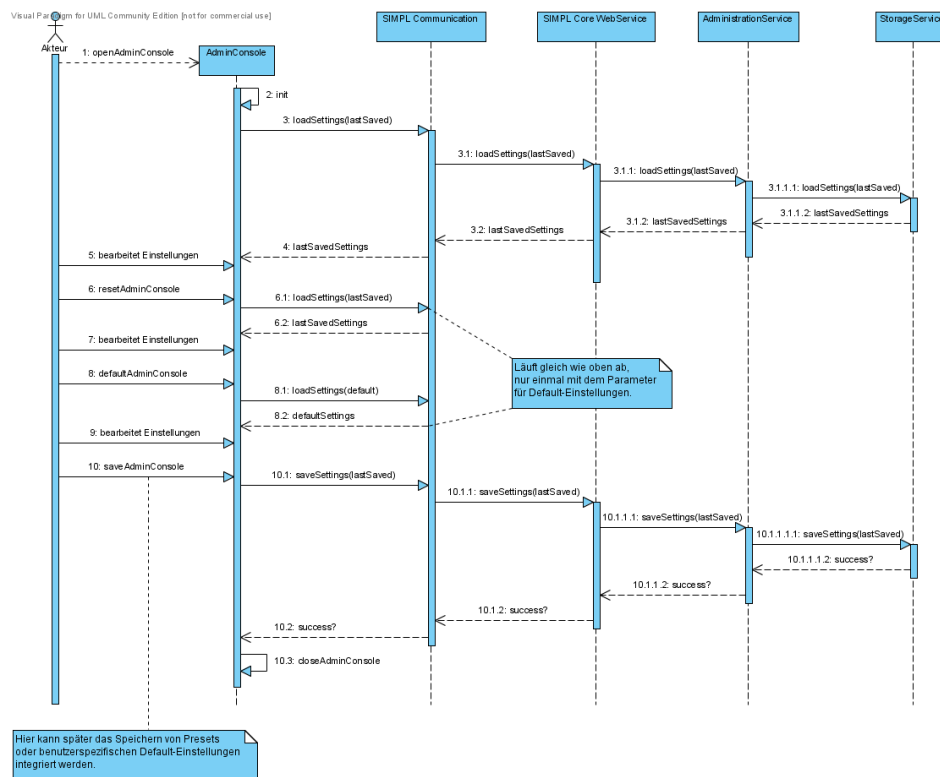 Visual Paradigm for UML Community Edition [not for commercial use]
Akteur
SIMPL Communication
SIMPL Core WebService
AdministrationService
StorageService
1: openAdminConsole
AdminConsole
2: init
3: loadSettings(lastSaved)
3.1: loadSettings(lastSaved)
3.1.1: loadSettings(lastSaved)
3.1.1.1: loadSettings(lastSaved)
3.1.1.2: lastSavedSettings
3.1.2: lastSavedSettings
3.2: lastSavedSettings
4: lastSavedSettings
5: bearbeitet Einstellungen
6: resetAdminConsole
6.1: loadSettings(lastSaved)
6.2: lastSavedSettings
7: bearbeitet Einstellungen
Läuft gleich wie oben ab,
nur einmal mit dem Parameter
für Default-Einstellungen.
8: defaultAdminConsole
8.1: loadSettings(default)
8.2: defaultSettings
9: bearbeitet Einstellungen
10: saveAdminConsole
10.1: saveSettings(lastSaved)
10.1.1: saveSettings(lastSaved)
10.1.1.1: saveSettings(lastSaved)
10.1.1.1.1: saveSettings(lastSaved)
10.1.1.1.2: success?
10.1.1.2: success?
10.1.2: success?
10.2: success?
10.3: closeAdminConsole
Hier kann später das Speichern von Presets
oder benutzerspezifischen Default-Einstellungen
integriert werden.